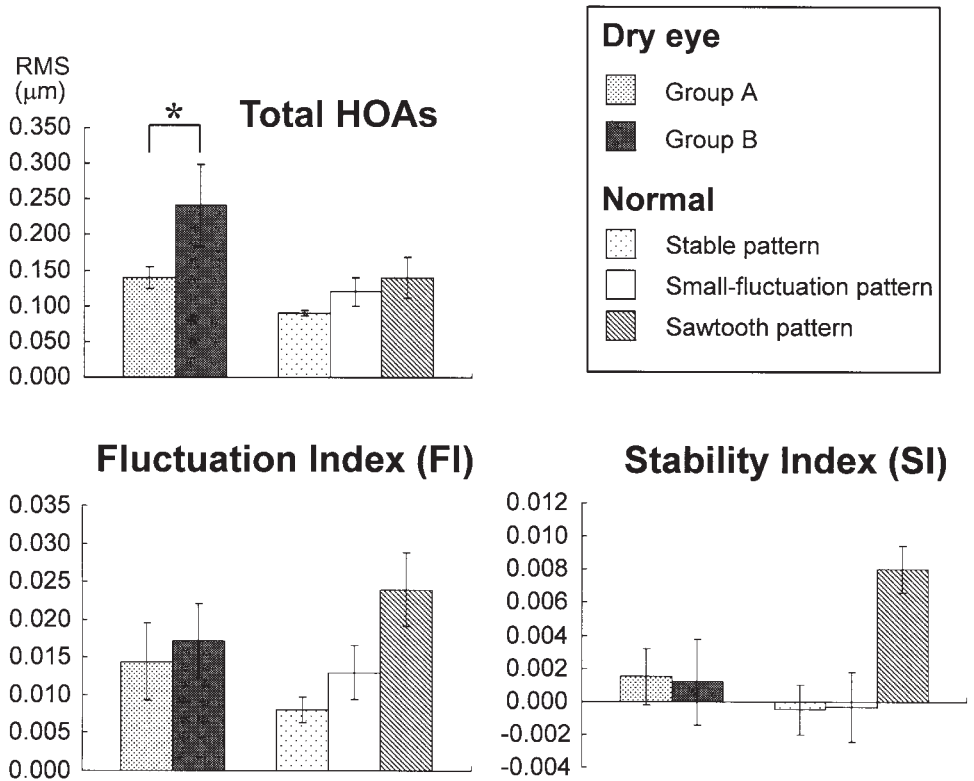 RMS
(μm)
Total HOAs
*
0.350
0.300
0.250
0.200
0.150
0.100
0.050
0.000
Dry eye
Group A
Group B
Normal
Stable pattern
Small-fluctuation pattern
Sawtooth pattern
Fluctuation Index (FI)
0.035
0.030
0.025
0.020
0.015
0.010
0.005
0.000
Stability Index (SI)
0.012
0.010
0.008
0.006
0.004
0.002
0.000
-0.002
-0.004